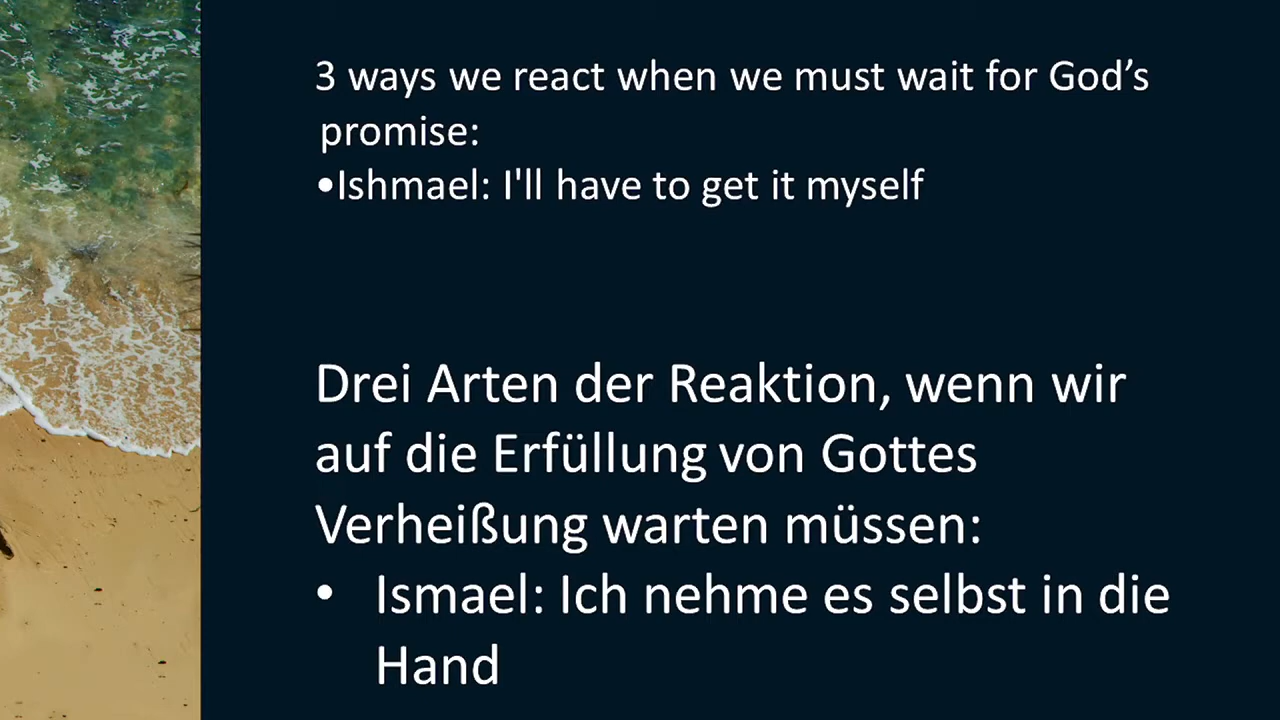 3 ways we react when we must wait for God’s
promise:
•Ishmael: I'll have to get it myself
Drei Arten der Reaktion, wenn wir
auf die Erfüllung von Gottes
Verheißung warten müssen:
• Ismael: Ich nehme es selbst in die
Hand